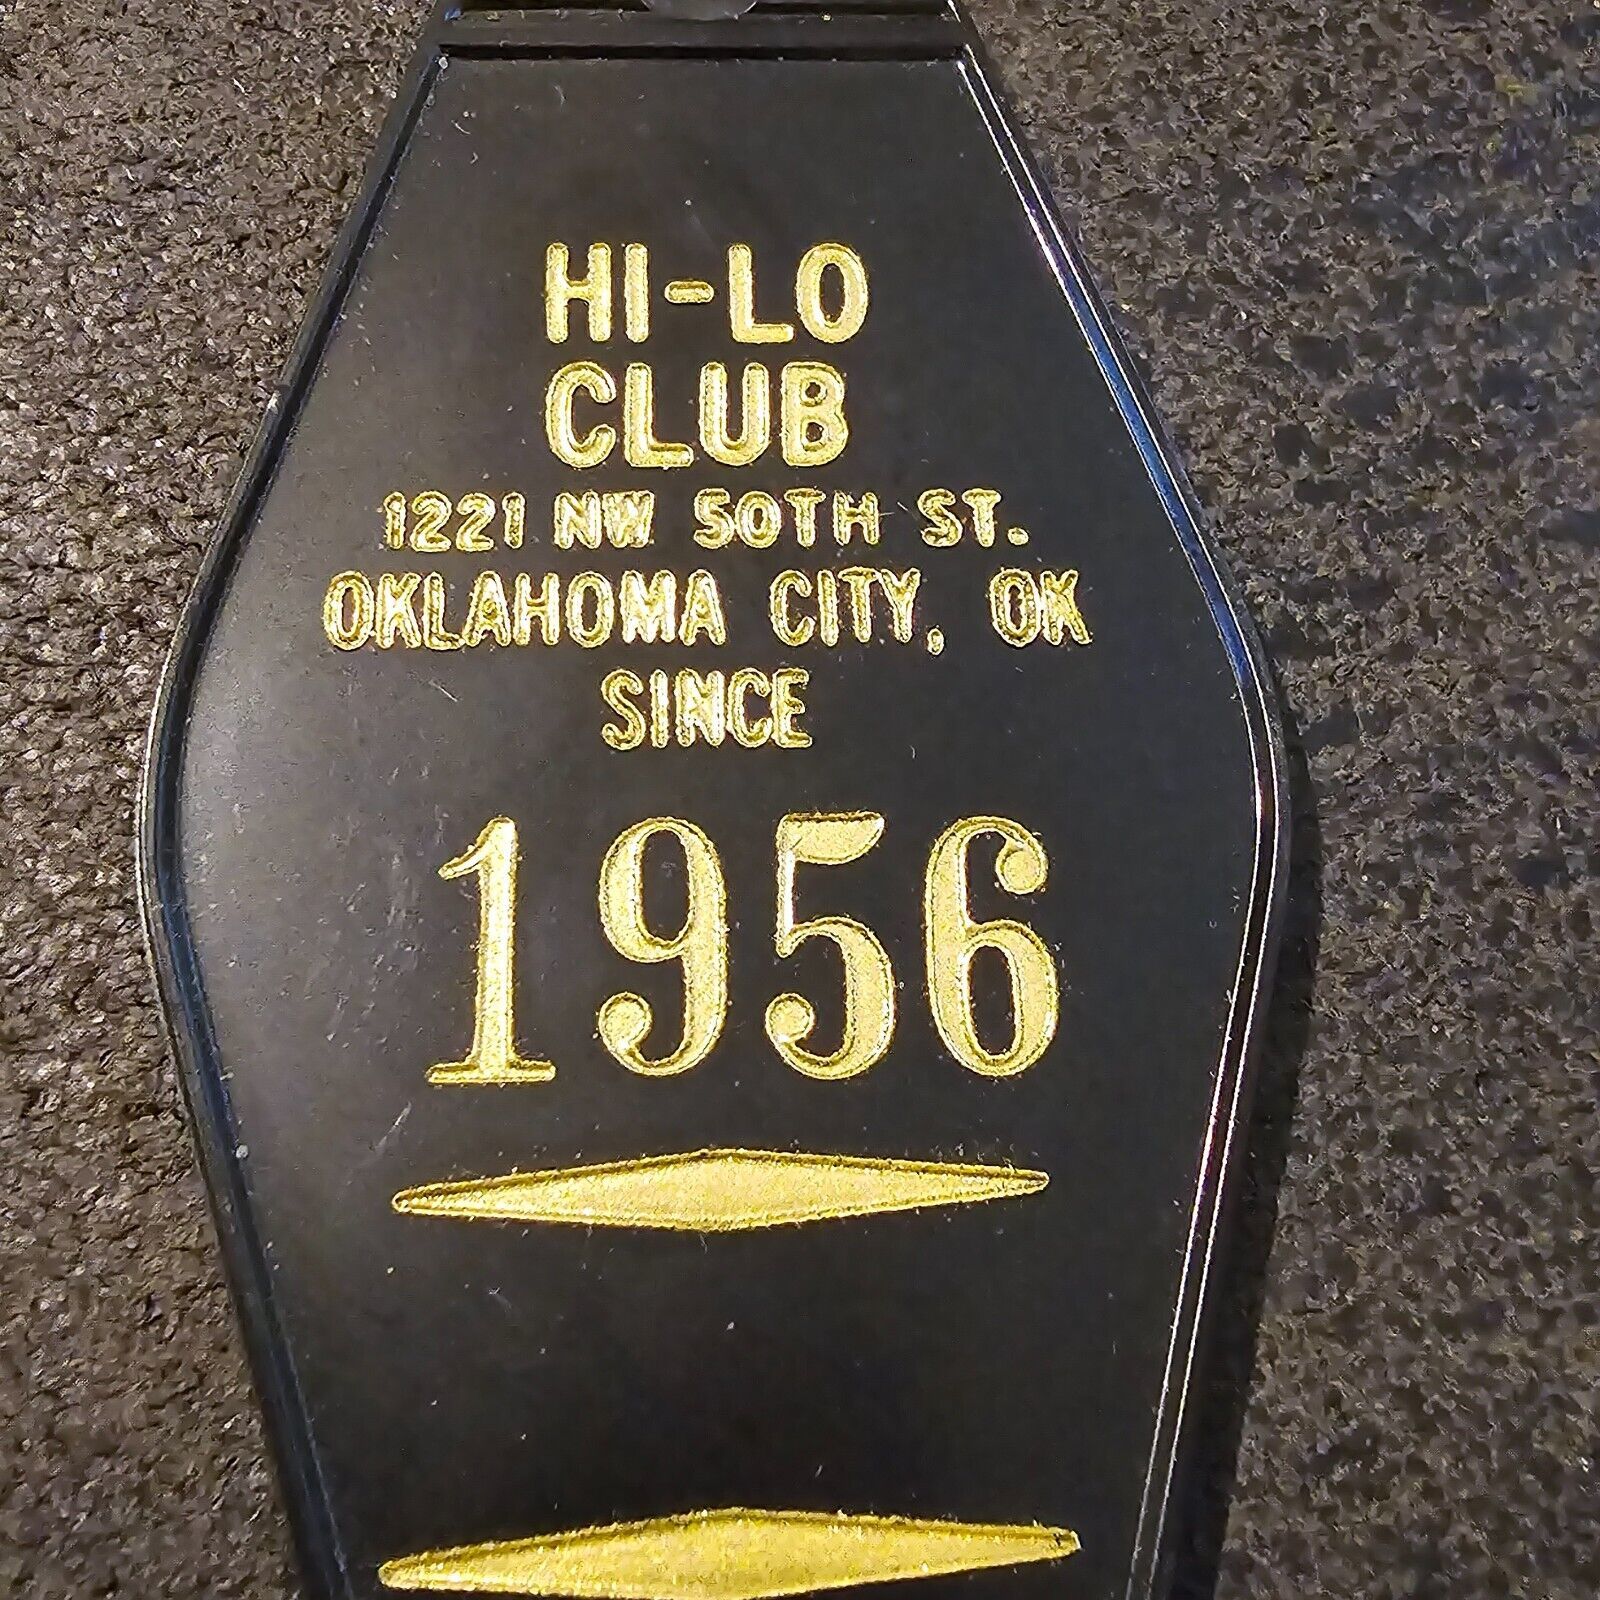 HI-LO
CLUB
1221 NW 50TH ST.
OKLAHOMA CITY, OK
SINCE
1956